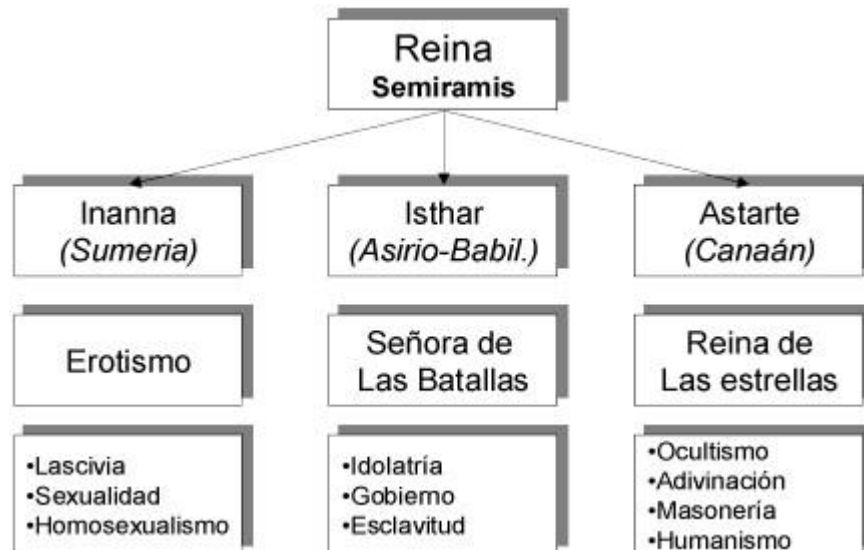 Reina
Semiramis
Inanna
(Sumeria)
Isthar
(Asirio-Babil.)
Astarte
(Canaán)
Erotismo
Señora de
Las Batallas
Reina de
Las estrellas
•Lascivia
•Sexualidad
•Homosexualismo
•Idolatría
•Gobierno
•Esclavitud
•Ocultismo
•Adivinación
•Masonería
•Humanismo